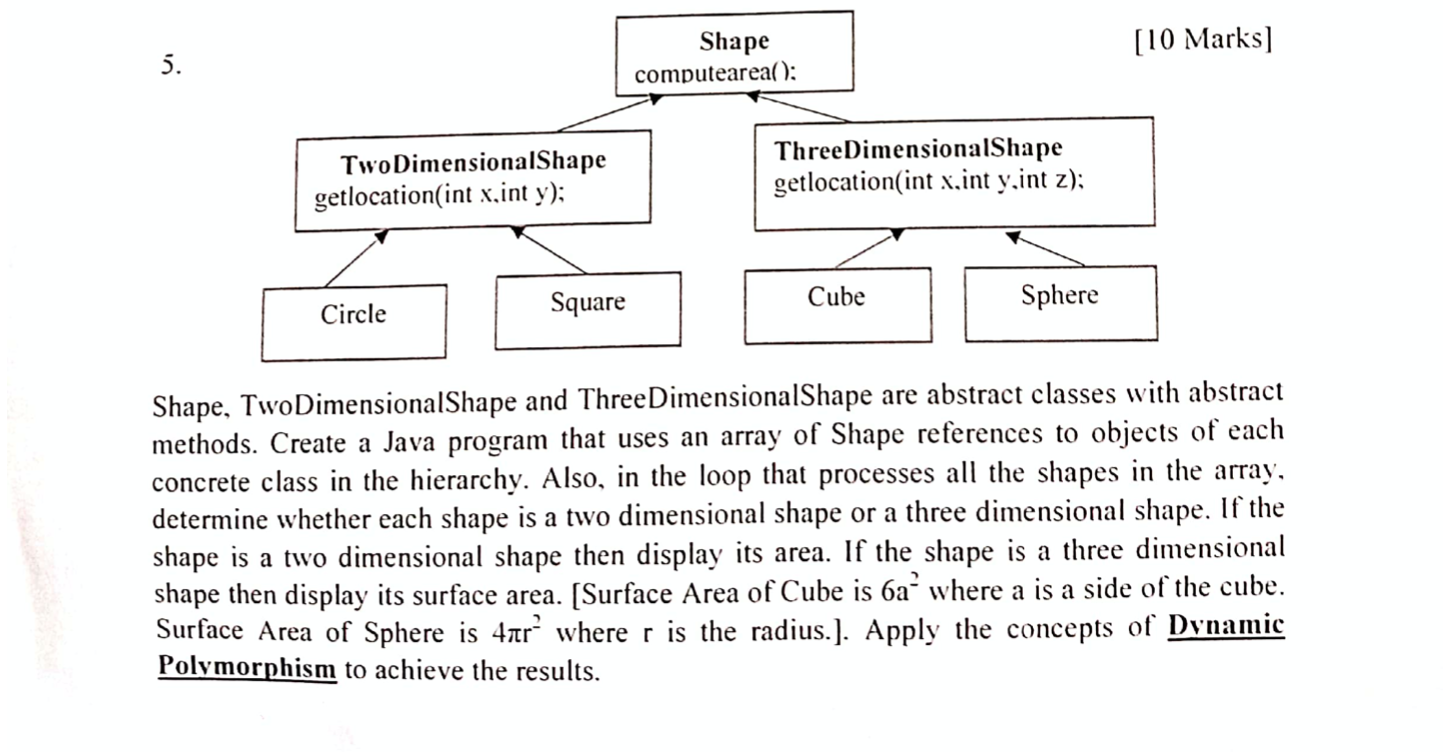 5.
[10 Marks]
Shape
computearea();
TwoDimensionalShape
getlocation(int x,int y);
ThreeDimensionalShape
getlocation(int x,int y,int z);
Circle
Square
Cube
Sphere
Shape, TwoDimensionalShape and ThreeDimensionalShape are abstract classes with abstract
methods. Create a Java program that uses an array of Shape references to objects of each
concrete class in the hierarchy. Also, in the loop that processes all the shapes in the array,
determine whether each shape is a two dimensional shape or a three dimensional shape. If the
shape is a two dimensional shape then display its area. If the shape is a three dimensional
shape then display its surface area. [Surface Area of Cube is 6a² where a is a side of the cube.
Surface Area of Sphere is 4πr² where r is the radius.]. Apply the concepts of Dynamic
Polymorphism to achieve the results.